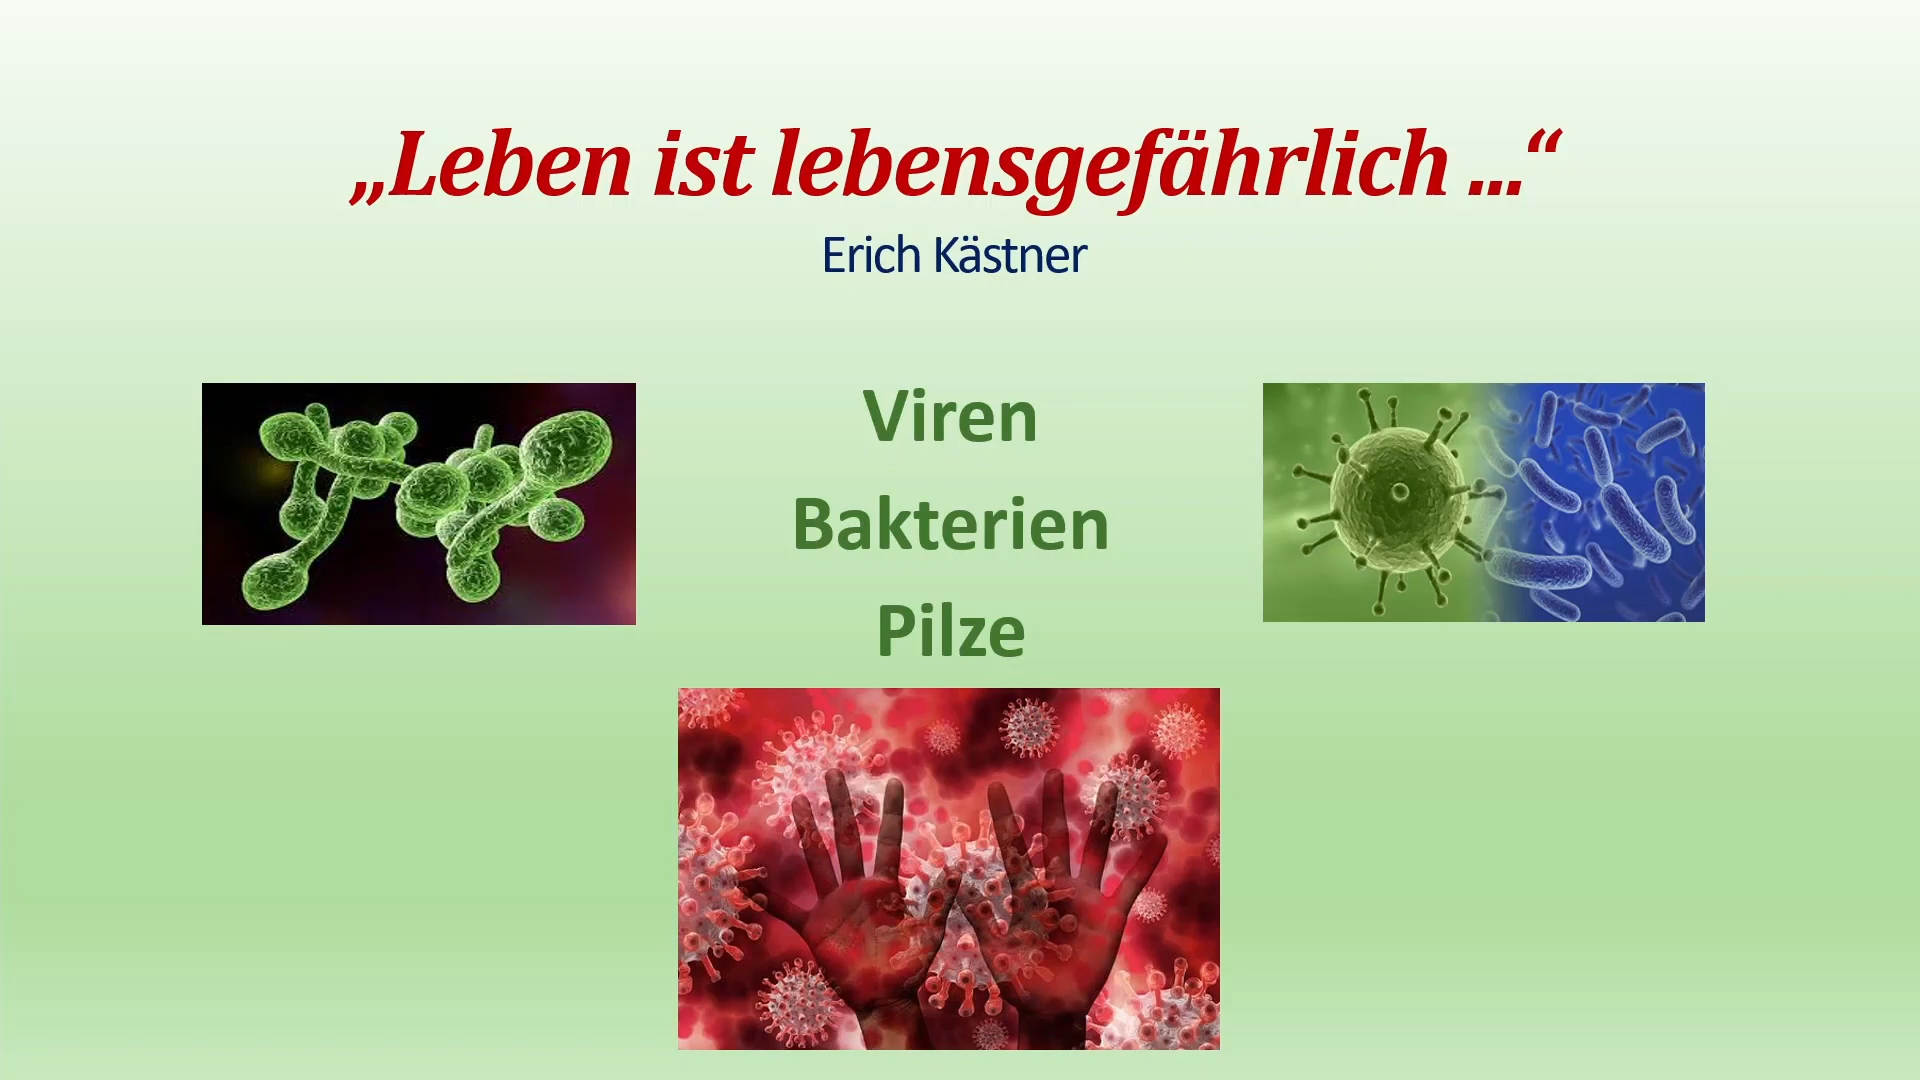 „Leben ist lebensgefährlich ...“
Erich Kästner
Viren
Bakterien
Pilze